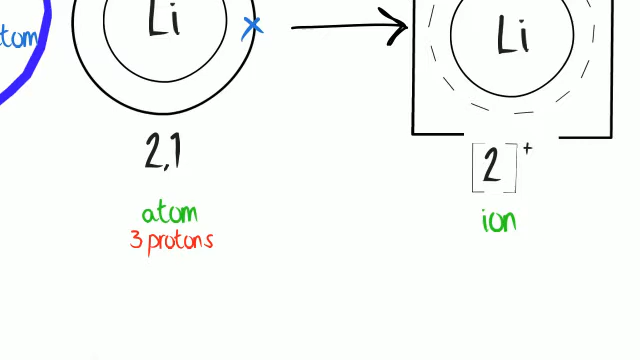 atom
Li
Li
2,1
[2]+
atom
3 protons
ion